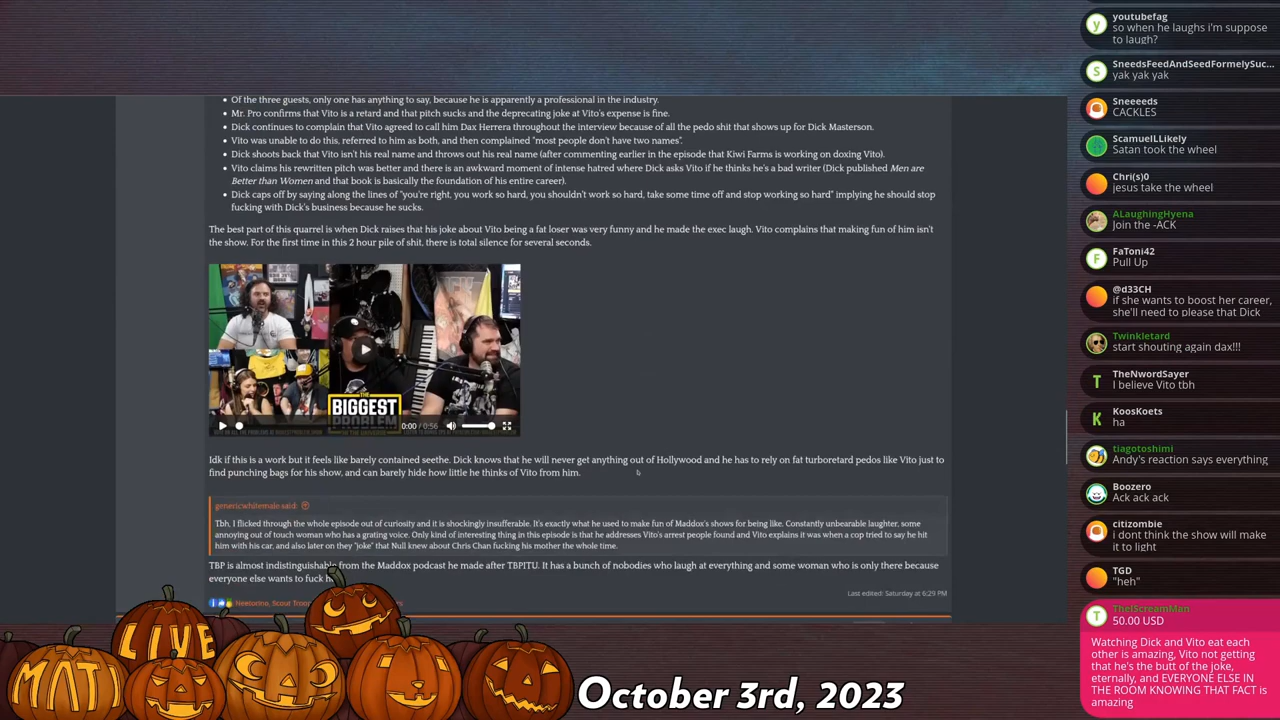 Of the three guests, only one has anything to say, because he is apparently a professional in the industry.
Mr. Pro confirms that Vito is a retard and that pitch sucks and the deprecating joke at Vito's expense is fine.
Dick continues to complain that Vito agreed to call him Dax Herrera throughout the interview because of all the pedo shit that shows up for Dick Masterson.
Vito was unable to do this, referred to him as both, and then complained "most people don't have two names".
Dick shoots back that Vito isn't his real name and throws out his real name (after commenting earlier in the episode that Kiwi Farms is working on doxing Vito).
Vito claims his rewritten pitch was better and there is an awkward moment of intense hatred where Dick asks Vito if he thinks he's a bad writer (Dick published Men are
Better than Women and that book is basically the foundation of his entire career).
Dick caps off by saying along the lines of "you're right, you work so hard, you shouldn't work so hard, take some time off and stop working so hard" implying he should stop
fucking with Dick's business because he sucks.
The best part of this quarrel is when Dick raises that his joke about Vito being a fat loser was very funny and he made the exec laugh. Vito complains that making fun of him isn't
the show. For the first time in this 2 hour pile of shit, there is total silence for several seconds.
THE
BIGGEST
PROBLEM
IN THE UNIVERSE
0:00 / 0:56
Idk if this is a work but it feels like barely contained seethe. Dick knows that he will never get anything out of Hollywood and he has to rely on fat turboretard pedos like Vito just to
find punching bags for his show, and can barely hide how little he thinks of Vito from him.
genericwhitemale said:
Tbh, I flicked through the whole episode out of curiosity and it is shockingly insufferable. It's exactly what he used to make fun of Maddox's shows for being like. Constantly unbearable laughter, some
annoying out of touch woman who has a grating voice. Only kind of interesting thing in this episode is that he addresses Vito's arrest people found and Vito explains it was when a cop tried to say he hit
him with his car, and also later on they "joke" that Null knew about Chris Chan fucking his mother the whole time.
TBP is almost indistinguishable from the Maddox podcast he made after TBPITU. It has a bunch of nobodies who laugh at everything and some woman who is only there because
everyone else wants to fuck h
Last edited: Saturday at 6:29 PM
Neetorino, Scout Troo
MATI
LIVE
October 3rd, 2023
y
youtubefag
so when he laughs i'm suppose
to laugh?
S
SneedsFeedAndSeedFormelySuc...
yak yak yak
Sneeeeds
CACKLES
ScamuelLLikely
Satan took the wheel
Chri(s)0
Jesus take the wheel
ALaughingHyena
Join the -ACK
F
FaToni42
Pull Up
@d33CH
if she wants to boost her career,
she'll need to please that Dick
Twinkletard
start shouting again dax!!!
T
TheNwordSayer
I believe Vito tbh
K
KoosKoets
ha
tiagotoshimi
Andy's reaction says everything
Boozero
Ack ack ack
citizombie
i dont think the show will make
it to light
T
TGD
"heh"
T
TheIScreamMan
50.00 USD
Watching Dick and Vito eat each
other is amazing, Vito not getting
that he's the butt of the joke,
eternally, and EVERYONE ELSE IN
THE ROOM KNOWING THAT FACT is
amazing